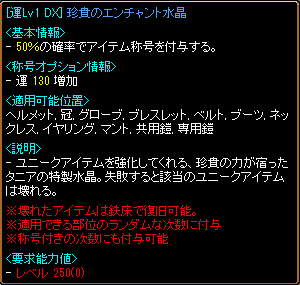 [運Lv1 DX] 珍貴のエンチャント水晶
<基本情報>
- 50%の確率でアイテム称号を付与する。
<称号オプション情報>
- 運 130 増加
<適用可能位置>
ヘルメット, 冠, グローブ, ブレスレット, ベルト, ブーツ, ネッ
クレス, イヤリング, マント, 共用鎧, 専用鎧
<説明>
- ユニークアイテムを強化してくれる、珍貴の力が宿った
タニアの特製水晶。失敗すると該当のユニークアイテム
は壊れる。
※壊れたアイテムは鉄床で復旧可能。
※適用できる部位のランダムな次数に付与
※称号付きの次数にも付与可能
<要求能力値>
- レベル 250(0)